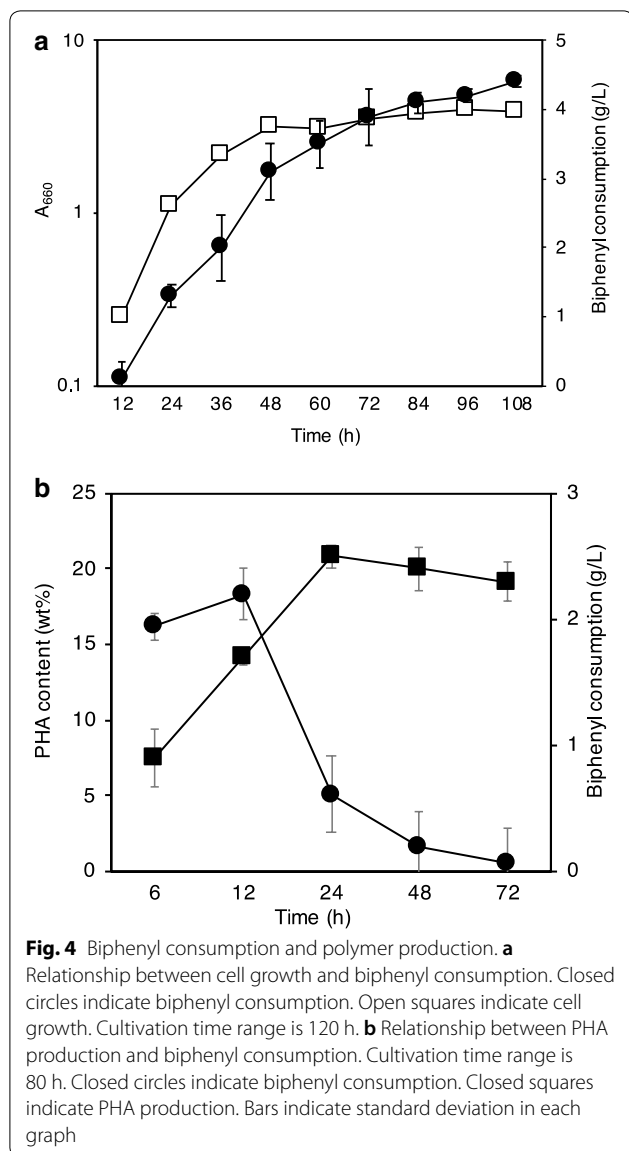 a
10
1
0.1
A660
5
4
3
2
1
0
Biphenyl consumption (g/L)
12 24 36 48 60 72 84 96 108
Time (h)
b
25
20
15
10
5
0
PHA content (wt%)
3
2
1
0
Biphenyl consumption (g/L)
6 12 24 48 72
Time (h)
Fig. 4 Biphenyl consumption and polymer production. a
Relationship between cell growth and biphenyl consumption. Closed
circles indicate biphenyl consumption. Open squares indicate cell
growth. Cultivation time range is 120 h. b Relationship between PHA
production and biphenyl consumption. Cultivation time range is
80 h. Closed circles indicate biphenyl consumption. Closed squares
indicate PHA production. Bars indicate standard deviation in each
graph